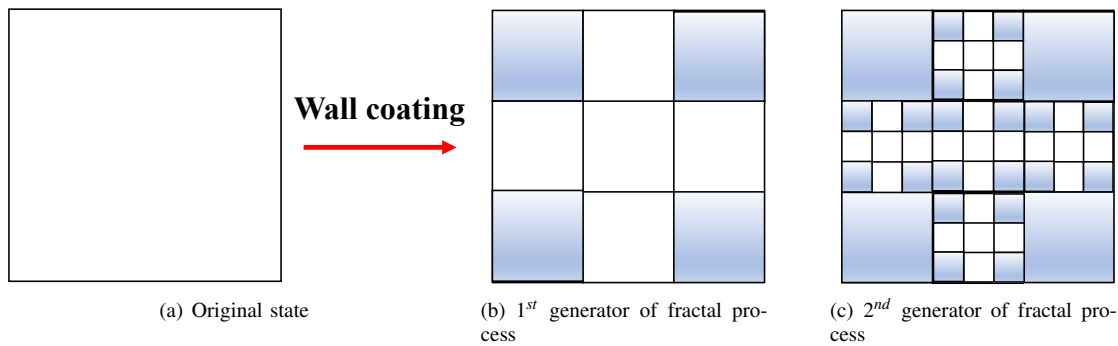 Wall coating
(a) Original state
(b) 1st generator of fractal pro-
cess
(c) 2nd generator of fractal pro-
cess